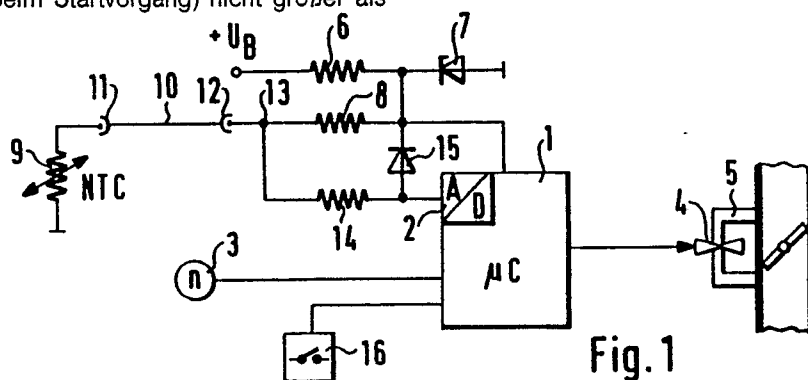 beim Startvorgang) nicht größer als
+U_B 6 7
11 10 12 13 8
9 NTC 15 1
14 2 A D 5
4
3 n µC
16 Fig. 1